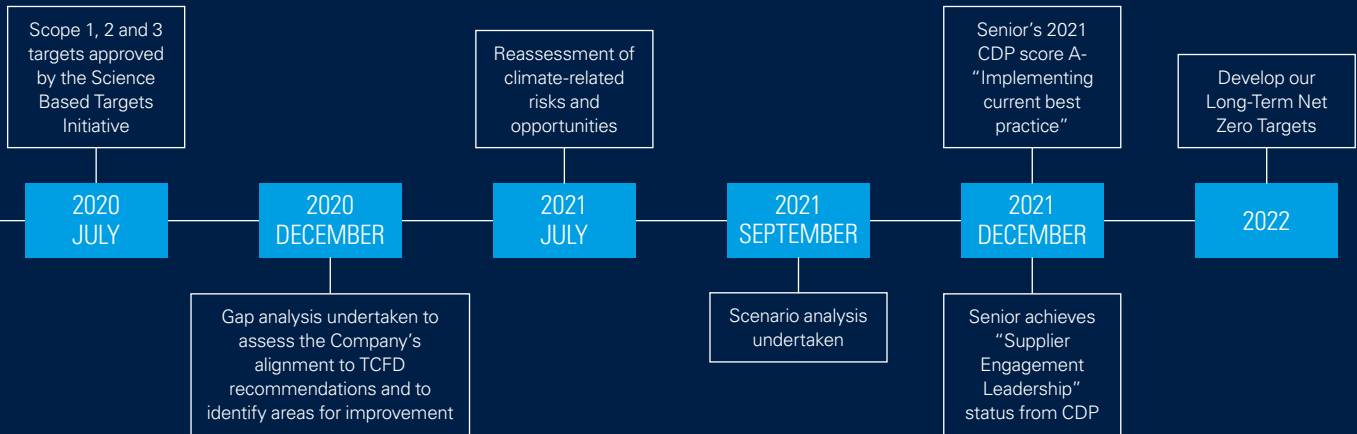 Scope 1, 2 and 3
targets approved
by the Science
Based Targets
Initiative
2020
JULY
2020
DECEMBER
Gap analysis undertaken to
assess the Company’s
alignment to TCFD
recommendations and to
identify areas for improvement
Reassessment of
climate-related
risks and
opportunities
2021
JULY
2021
SEPTEMBER
Scenario analysis
undertaken
Senior’s 2021
CDP score A-
“Implementing
current best
practice”
2021
DECEMBER
Senior achieves
“Supplier
Engagement
Leadership”
status from CDP
Develop our
Long-Term Net
Zero Targets
2022